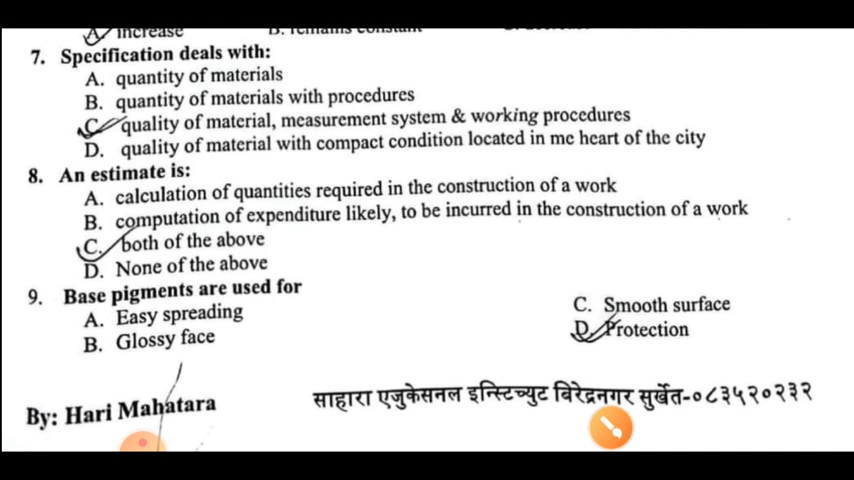 A. increase B. remains constant
7. Specification deals with:
A. quantity of materials
B. quantity of materials with procedures
C. quality of material, measurement system & working procedures
D. quality of material with compact condition located in me heart of the city
8. An estimate is:
A. calculation of quantities required in the construction of a work
B. computation of expenditure likely, to be incurred in the construction of a work
C. both of the above
D. None of the above
9. Base pigments are used for
A. Easy spreading
B. Glossy face
C. Smooth surface
D. Protection
By: Hari Mahatara
साहारा एजुकेसनल इन्स्टिच्युट बिरेद्रनगर सुर्खेत-०८३५२०२३२